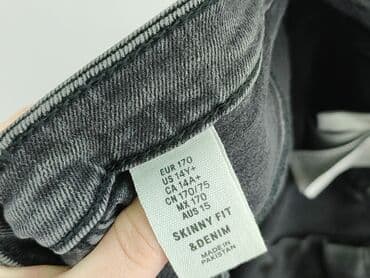 EUR 170
US 14Y+
CA 14A+
CN 170/75
MX 170
AUS 15
SKINNY FIT
&DENIM
MADE IN
PAKISTAN